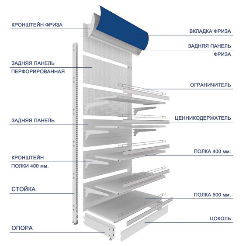 КРОНШТЕЙН ФРИЗА
ВКЛАДКА ФРИЗА
ЗАДНЯЯ ПАНЕЛЬ
ФРИЗА
ЗАДНЯЯ ПАНЕЛЬ
ПЕРФОРИРОВАННАЯ
ОГРАНИЧИТЕЛЬ
ЗАДНЯЯ ПАНЕЛЬ
ЦЕННИКОДЕРЖАТЕЛЬ
КРОНШТЕЙН
ПОЛКИ 400 мм.
ПОЛКА 400 мм.
СТОЙКА
ПОЛКА 500 мм.
ОПОРА
ЦОКОЛЬ